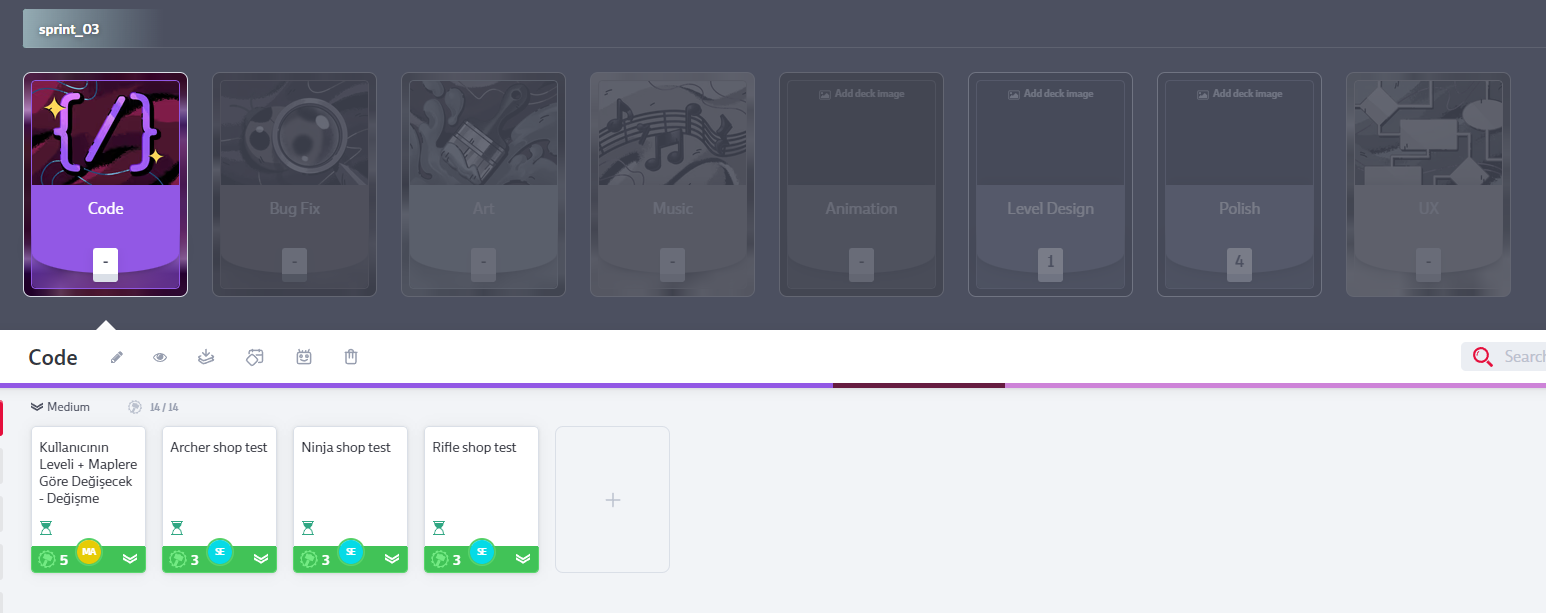 sprint_03
Add deck image
Add deck image
Add deck image
Code
Bug Fix
Art
Music
Animation
Level Design
Polish
UX
-
-
-
-
-
1
4
-
Code
Search
Medium
14 / 14
Kullanıcının
Leveli + Maplere
Göre Değişecek
- Değişme
5
MA
Archer shop test
3
SE
Ninja shop test
3
SE
Rifle shop test
3
SE
+